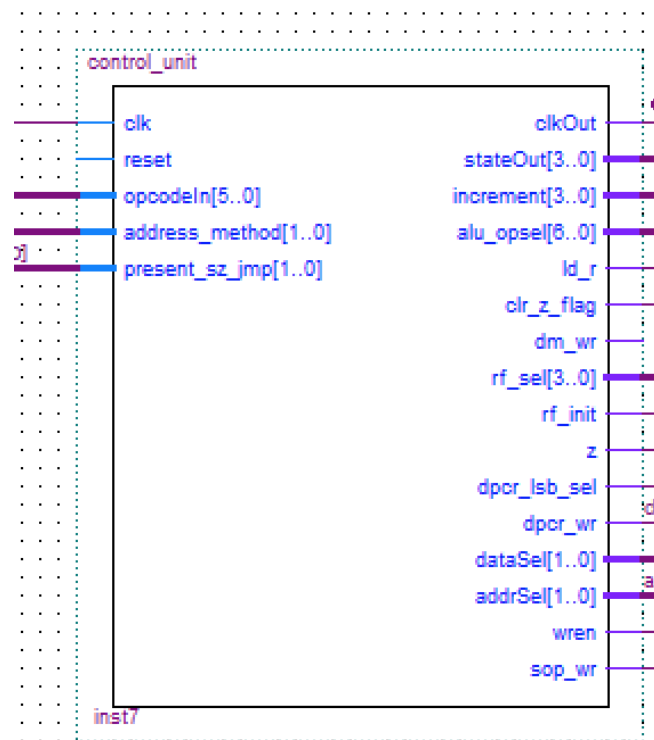 control_unit
clk
clkOut
reset
stateOut[3..0]
opcodeIn[5..0]
increment[3..0]
address_method[1..0]
alu_opsel[6..0]
0]
present_sz_jmp[1..0]
ld_r
clr_z_flag
dm_wr
rf_sel[3..0]
rf_init
z
dpcr_lsb_sel
d
dpcr_wr
dataSel[1..0]
a
addrSel[1..0]
wren
sop_wr
inst7